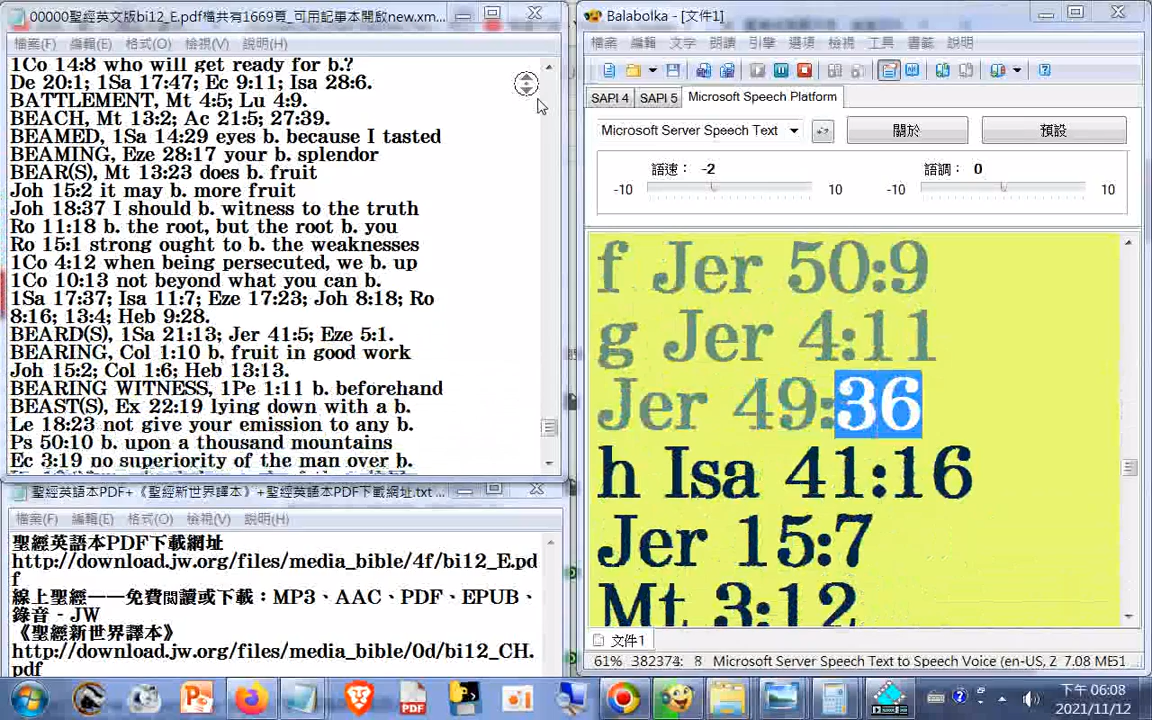 00000聖經英文版bi12_E.pdf檔共有1669頁_可用記事本開啟new.xm...
檔案(F) 編輯(E) 格式(O) 檢視(V) 說明(H)
1Co 14:8 who will get ready for b.?
De 20:1; 1Sa 17:47; Ec 9:11; Isa 28:6.
BATTLEMENT, Mt 4:5; Lu 4:9.
BEACH, Mt 13:2; Ac 21:5; 27:39.
BEAMED, 1Sa 14:29 eyes b. because I tasted
BEAMING, Eze 28:17 your b. splendor
BEAR(S), Mt 13:23 does b. fruit
Joh 15:2 it may b. more fruit
Joh 18:37 I should b. witness to the truth
Ro 11:18 b. the root, but the root b. you
Ro 15:1 strong ought to b. the weaknesses
1Co 4:12 when being persecuted, we b. up
1Co 10:13 not beyond what you can b.
1Sa 17:37; Isa 11:7; Eze 17:23; Joh 8:18; Ro
8:16; 13:4; Heb 9:28.
BEARD(S), 1Sa 21:13; Jer 41:5; Eze 5:1.
BEARING, Col 1:10 b. fruit in good work
Joh 15:2; Col 1:6; Heb 13:13.
BEARING WITNESS, 1Pe 1:11 b. beforehand
BEAST(S), Ex 22:19 lying down with a b.
Le 18:23 not give your emission to any b.
Ps 50:10 b. upon a thousand mountains
Ec 3:19 no superiority of the man over b.
聖經英語本PDF+《聖經新世界譯本》+聖經英語本PDF下載網址.txt ...
檔案(F) 編輯(E) 格式(O) 檢視(V) 說明(H)
聖經英語本PDF下載網址
http://download.jw.org/files/media_bible/4f/bi12_E.pd
f
線上聖經——免費閱讀或下載：MP3、AAC、PDF、EPUB、
錄音 - JW
《聖經新世界譯本》
http://download.jw.org/files/media_bible/0d/bi12_CH.
pdf
Balabolka - [文件1]
檔案 編輯 文字 朗讀 引擎 選項 檢視 工具 書籤 說明
SAPI 4 SAPI 5 Microsoft Speech Platform
Microsoft Server Speech Text 關於 預設
語速： -2 語調： 0
-10 10 -10 10
f Jer 50:9
g Jer 4:11
Jer 49:36
h Isa 41:16
Jer 15:7
Mt 3:12
文件1
61% 382374: 8 Microsoft Server Speech Text to Speech Voice (en-US, Z 7.08 ME51
PDF
下午 06:08
2021/11/12